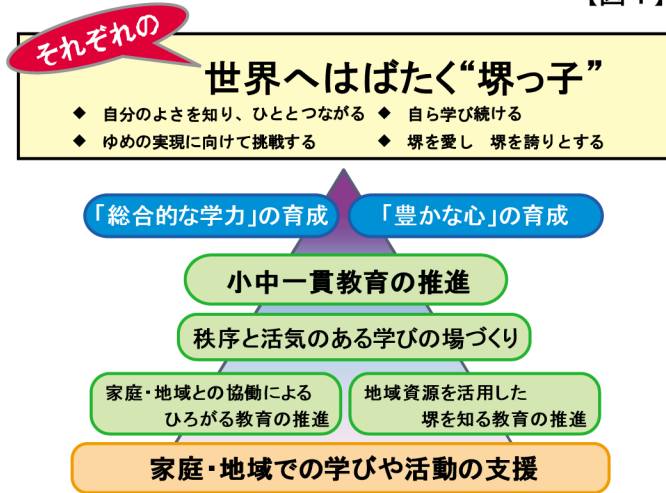 【図1】
それぞれの
世界へはばたく“堺っ子”
◆ 自分のよさを知り、ひととつながる ◆ 自ら学び続ける
◆ ゆめの実現に向けて挑戦する ◆ 堺を愛し 堺を誇りとする
「総合的な学力」の育成 「豊かな心」の育成
小中一貫教育の推進
秩序と活気のある学びの場づくり
家庭・地域との協働による
ひろがる教育の推進
地域資源を活用した
堺を知る教育の推進
家庭・地域での学びや活動の支援